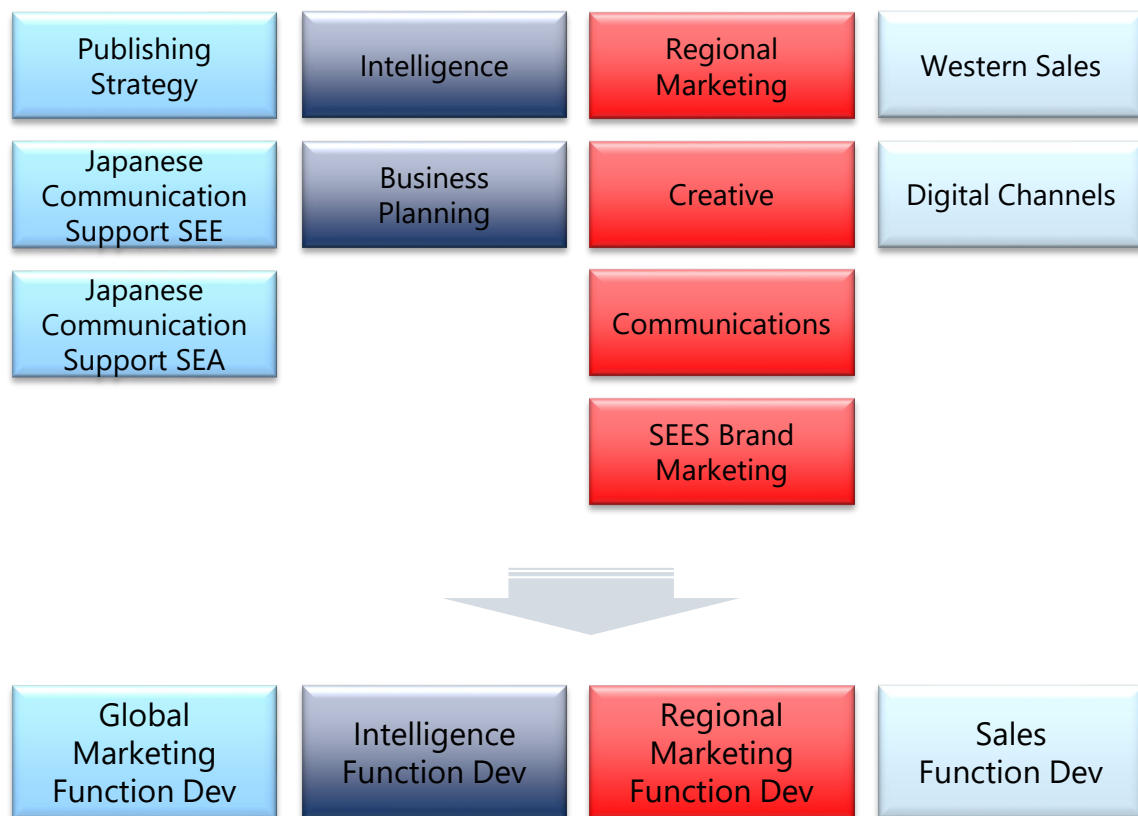 Publishing
Strategy
Intelligence
Regional
Marketing
Western Sales
Japanese
Communication
Support SEE
Business
Planning
Creative
Digital Channels
Japanese
Communication
Support SEA
Communications
SEES Brand
Marketing
Global
Marketing
Function Dev
Intelligence
Function Dev
Regional
Marketing
Function Dev
Sales
Function Dev